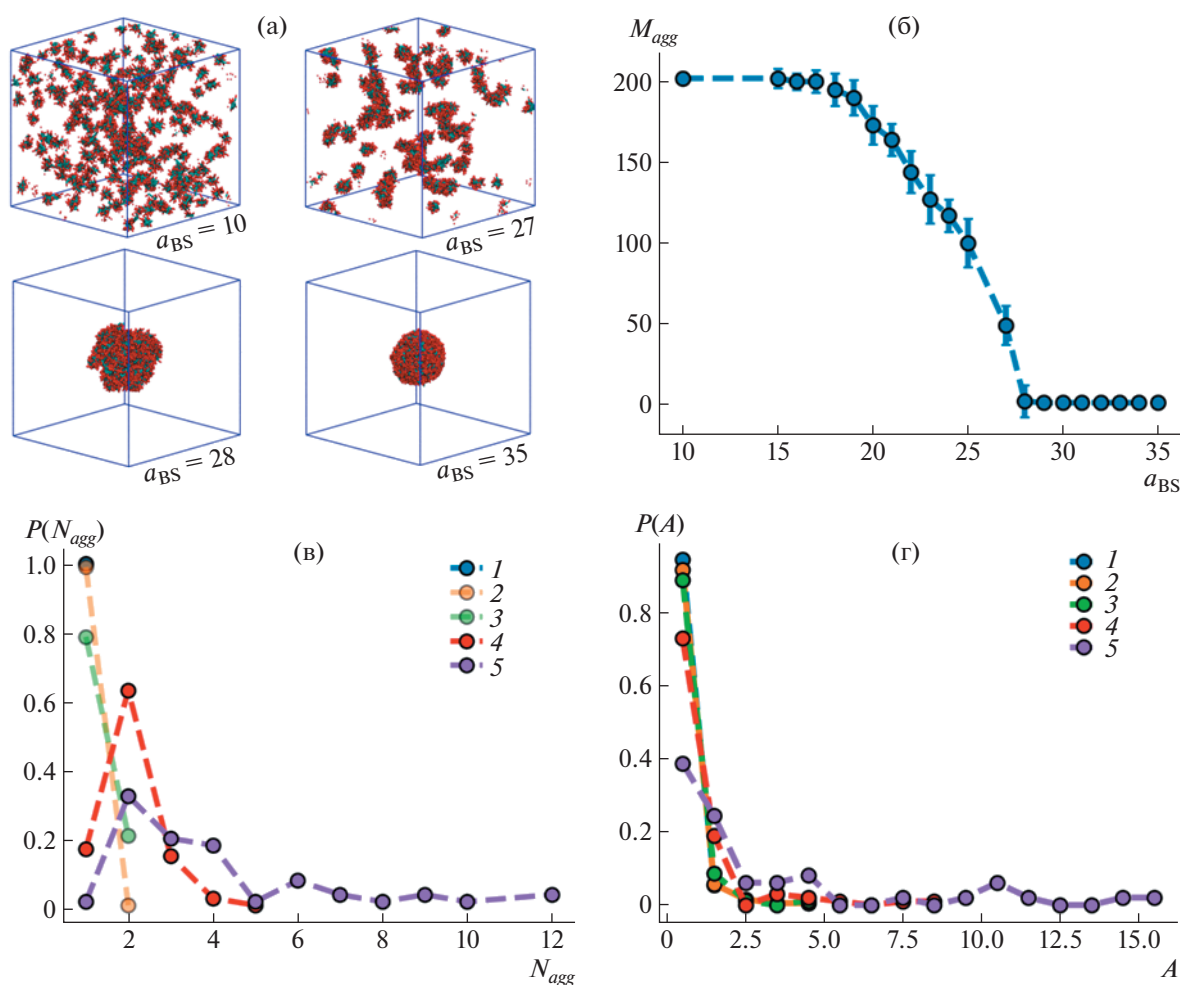 (а)
a_BS = 10
a_BS = 27
a_BS = 28
a_BS = 35
(б)
M_agg
200
150
100
50
0
10 15 20 25 30 35
a_BS
(в)
P(N_agg)
1.0
0.8
0.6
0.4
0.2
0
2 4 6 8 10 12
N_agg
1
2
3
4
5
(г)
P(A)
0.8
0.6
0.4
0.2
0
0 2.5 5.0 7.5 10.0 12.5 15.0
A
1
2
3
4
5